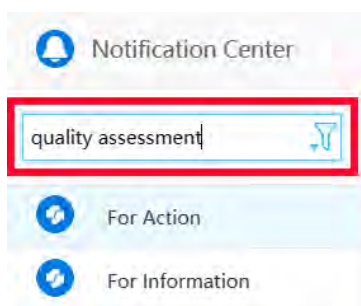 Notification Center
quality assessment
For Action
For Information